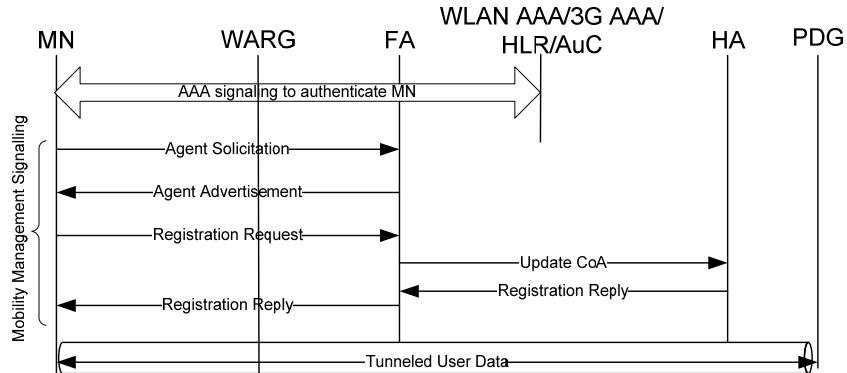 WLAN AAA/3G AAA/
MN WARG FA HLR/AuC HA PDG
AAA signaling to authenticate MN
Mobility Management Signalling
Agent Solicitation
Agent Advertisement
Registration Request
Update CoA
Registration Reply
Registration Reply
Tunneled User Data